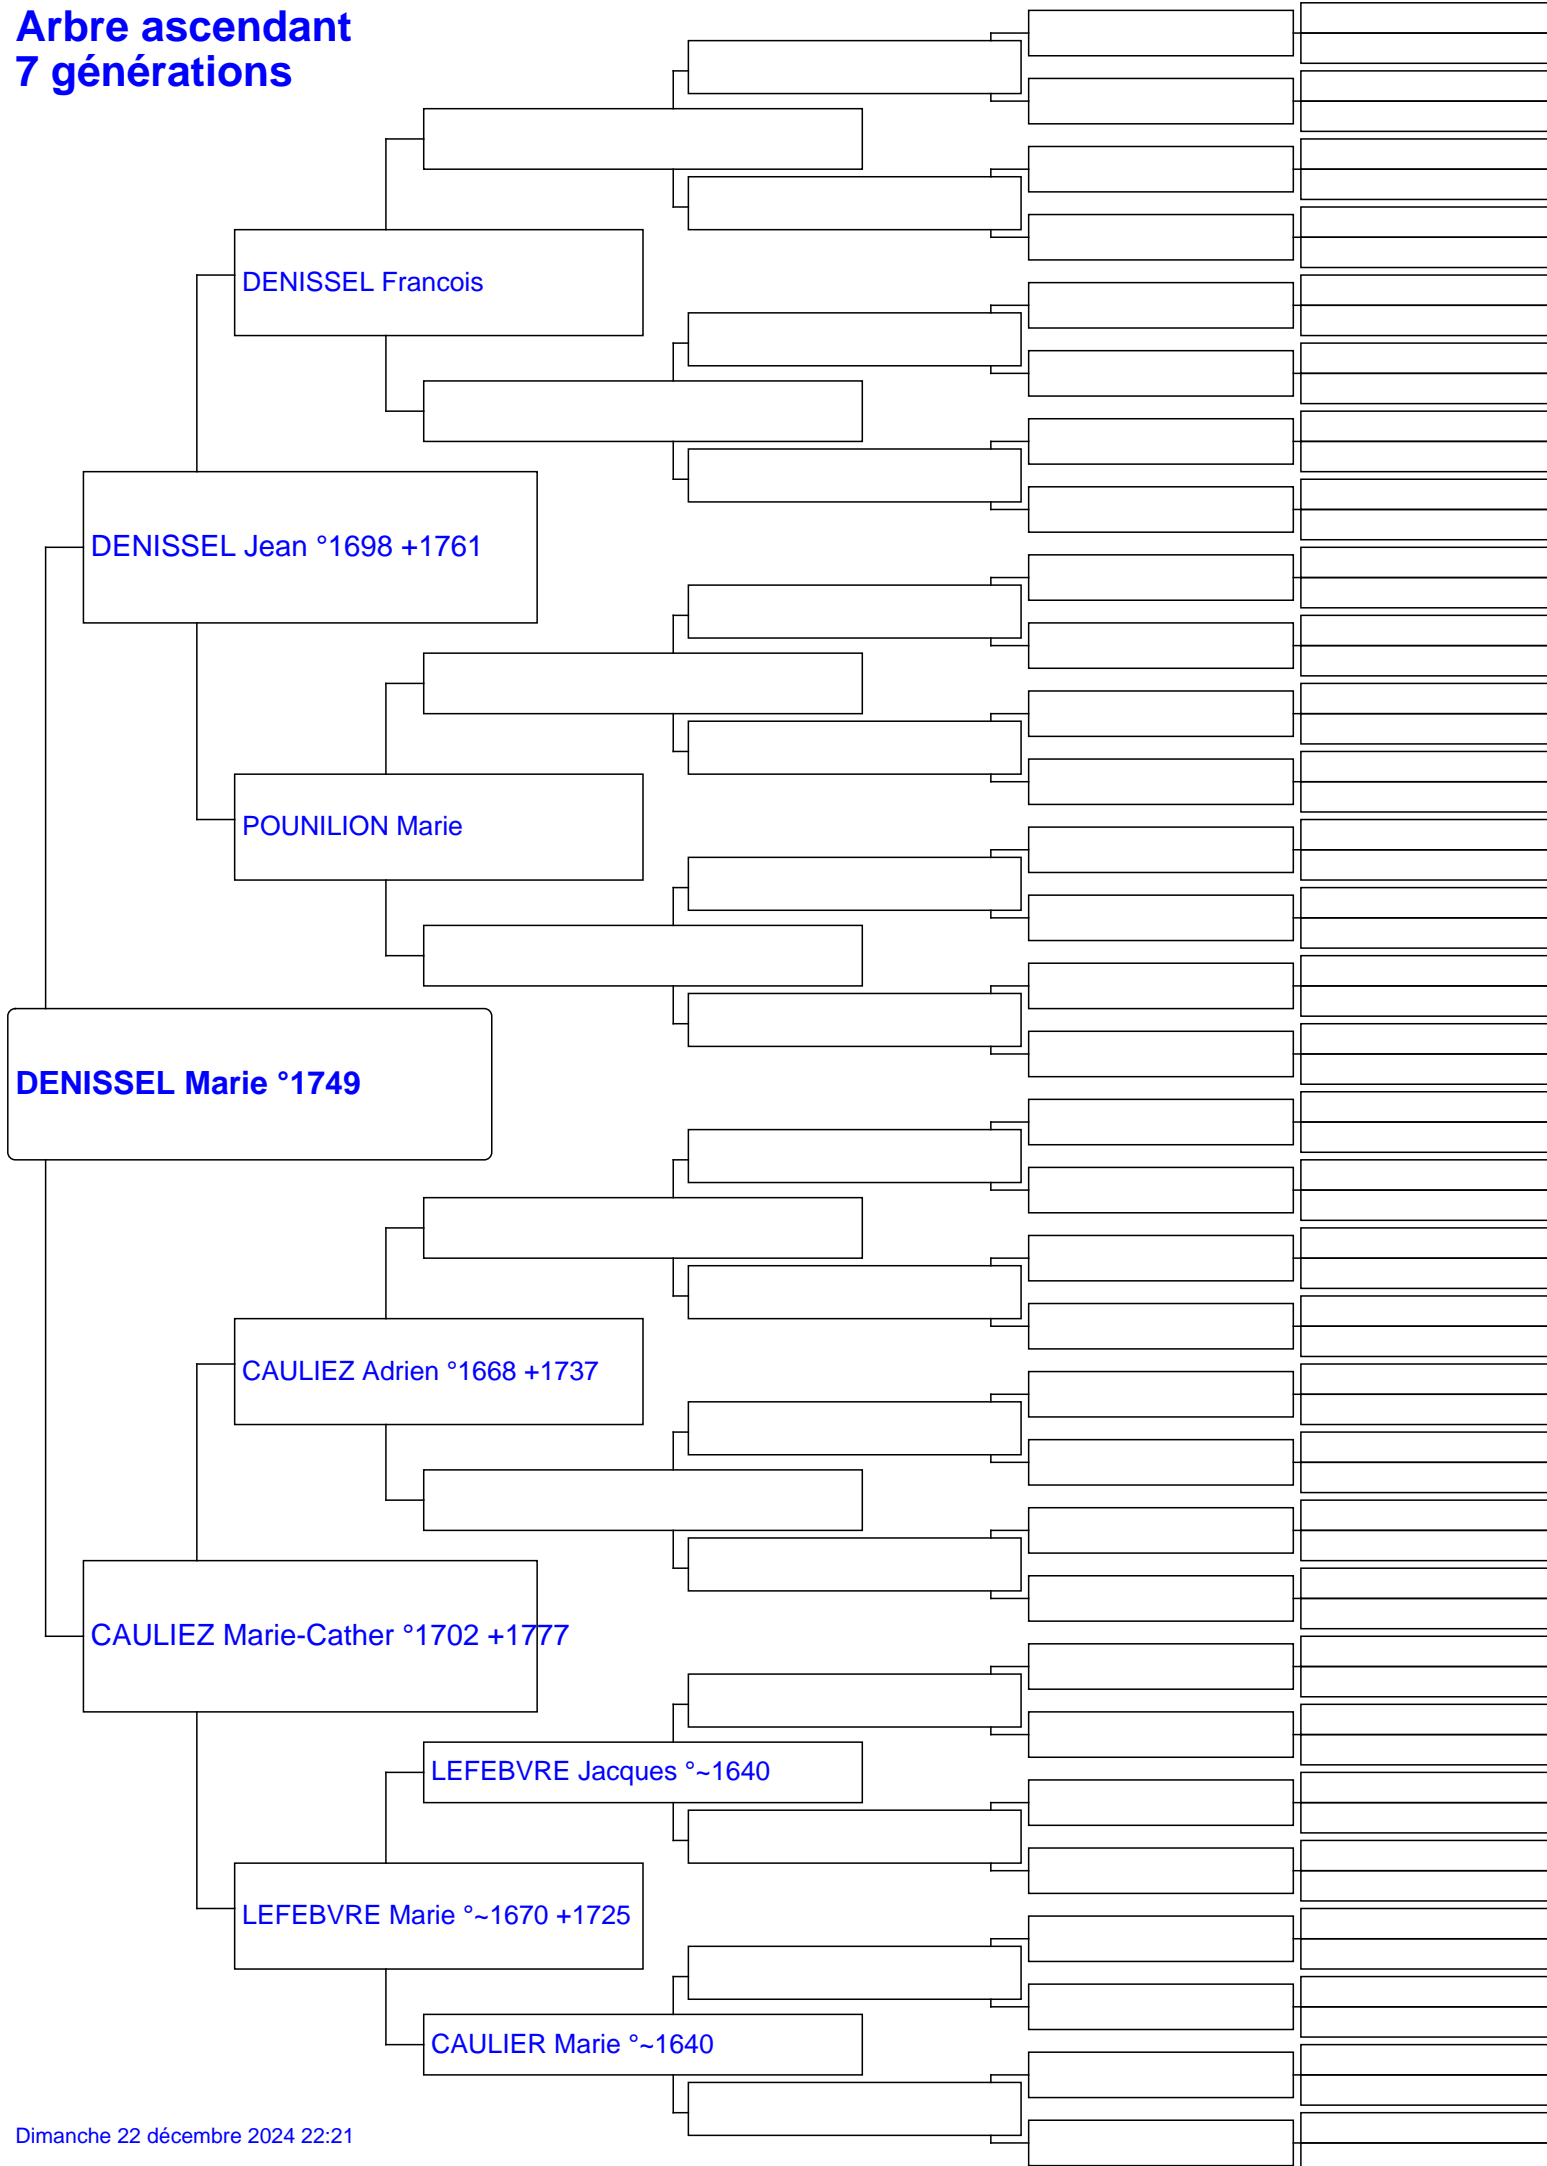 Arbre ascendant
7 générations
DENISSEL Francois
DENISSEL Jean °1698 +1761
POUNILION Marie
DENISSEL Marie °1749
CAULIEZ Adrien °1668 +1737
CAULIEZ Marie-Cather °1702 +1777
LEFEBVRE Jacques °~1640
LEFEBVRE Marie °~1670 +1725
CAULIER Marie °~1640
Dimanche 22 décembre 2024 22:21